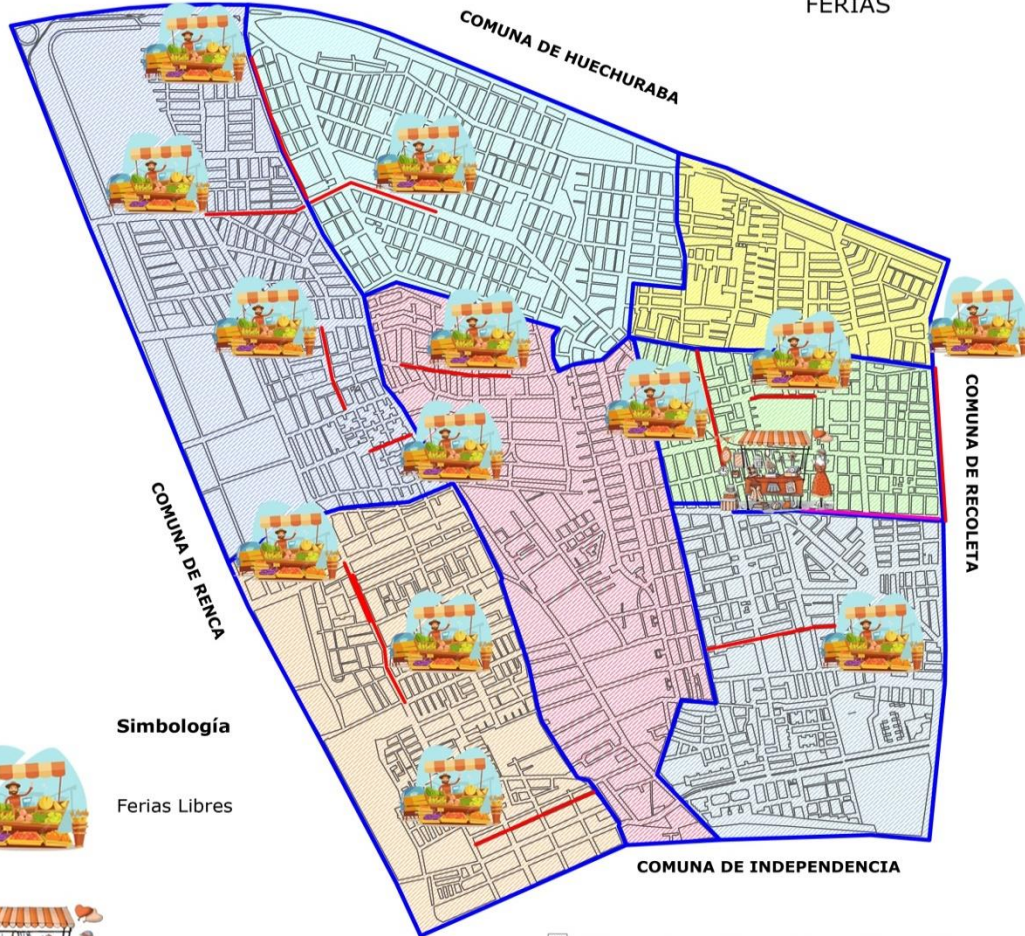 FERIAS
COMUNA DE HUECHURABA
COMUNA DE RECOLETA
COMUNA DE RENCA
Simbología
Ferias Libres
COMUNA DE INDEPENDENCIA